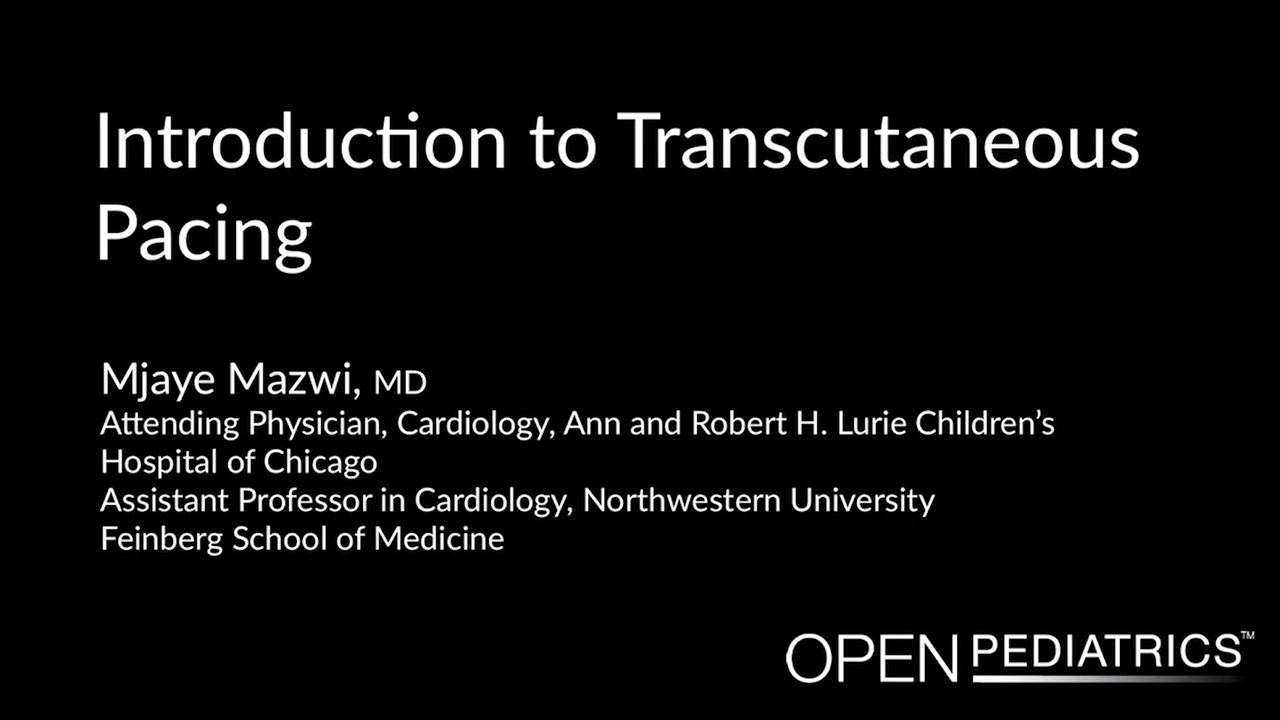 Introduction to Transcutaneous
Pacing
Mjaye Mazwi, MD
Attending Physician, Cardiology, Ann and Robert H. Lurie Children’s
Hospital of Chicago
Assistant Professor in Cardiology, Northwestern University
Feinberg School of Medicine
OPEN PEDIATRICS™